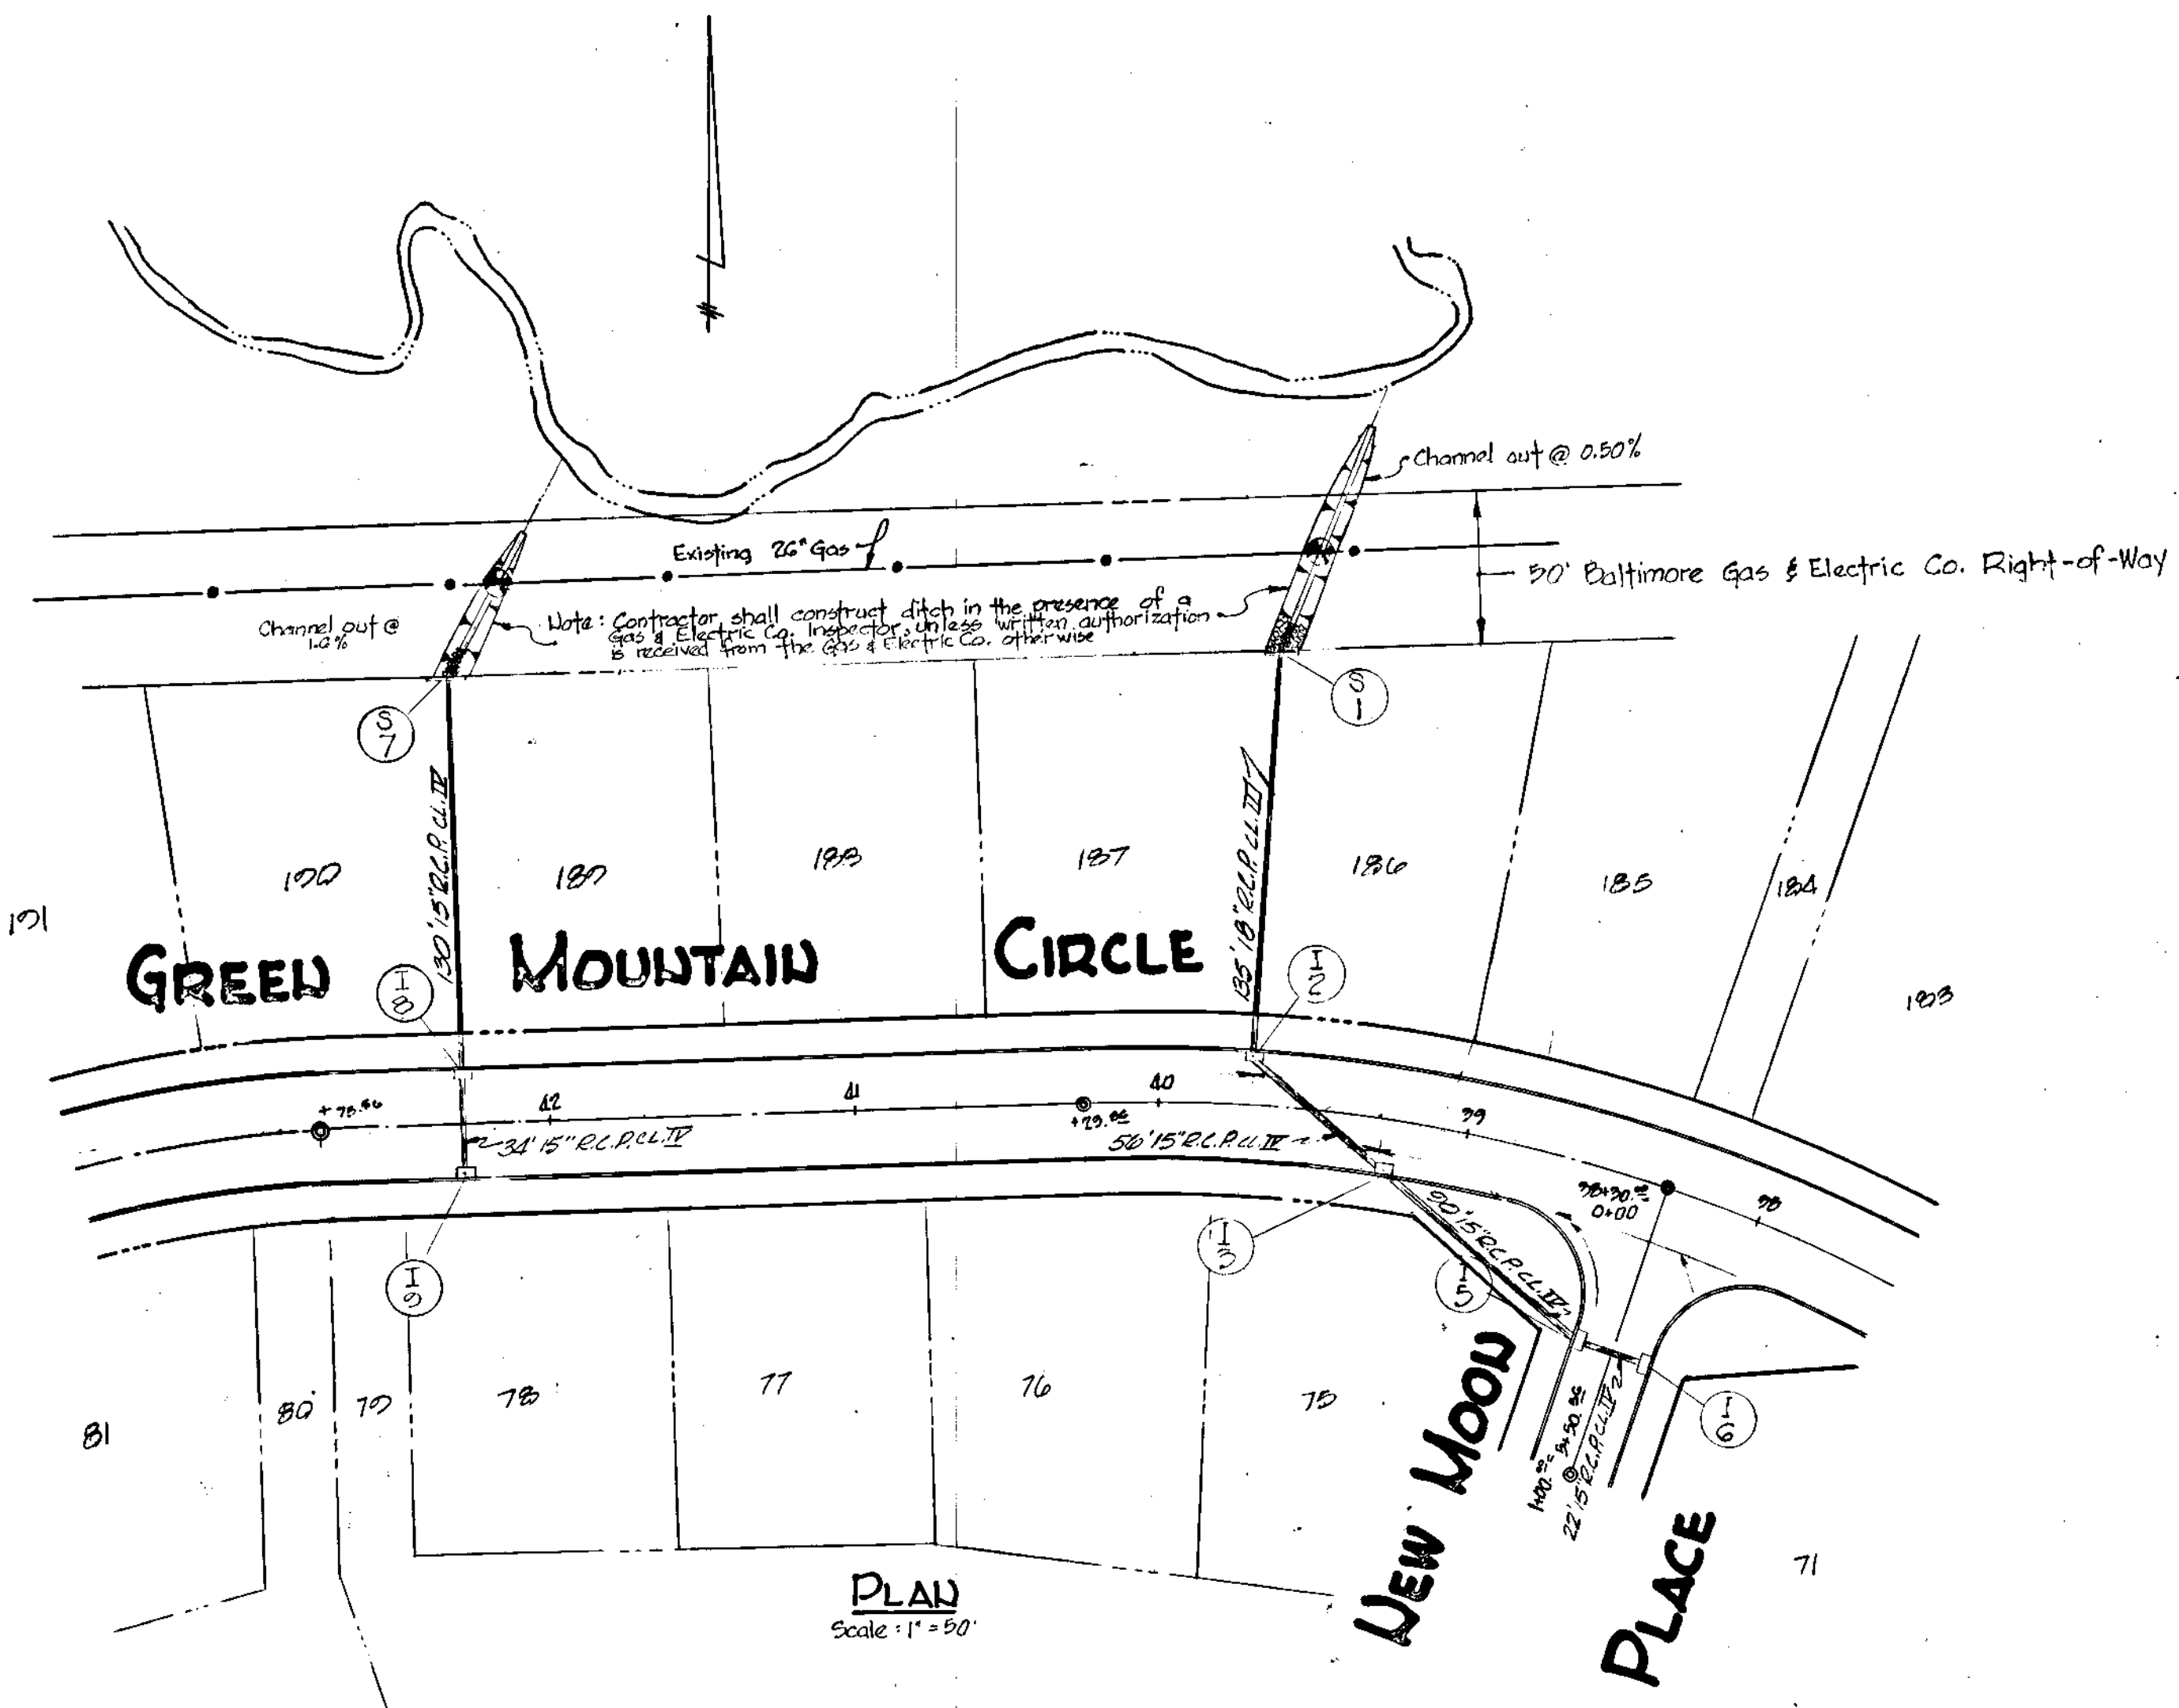 Channel out @ 0.50%
Existing 26" Gas
50' Baltimore Gas & Electric Co. Right-of-Way
Channel out @
1.6%
Note: Contractor shall construct ditch in the presence of a
Gas & Electric Co. Inspector, unless written authorization
is received from the Gas & Electric Co. otherwise
S
7
S
1
130' 15" R.C.P. CL. IV
135' 18" R.C.P. CL. III
191
190
189
188
187
186
185
184
183
GREEN MOUNTAIN CIRCLE
I
8
I
2
42
41
40
39
38
34' 15" R.C.P. CL. IV
56' 15" R.C.P. CL. IV
90' 15" R.C.P. CL. IV
0+00
I
9
I
3
I
5
I
6
22' 15" R.C.P. CL. IV
81
80
79
78
77
76
75
71
NEW MOON PLACE
PLAN
Scale: 1" = 50'